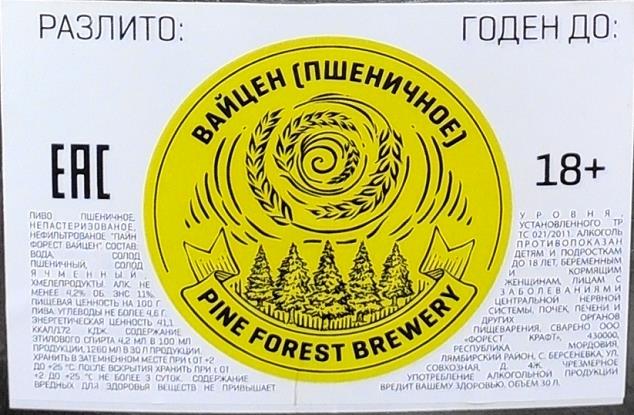 РАЗЛИТО:
ГОДЕН ДО:
ВАЙЦЕН (ПШЕНИЧНОЕ)
PINE FOREST BREWERY
EAC
18+
ПИВО ПШЕНИЧНОЕ,
НЕПАСТЕРИЗОВАННОЕ,
НЕФИЛЬТРОВАННОЕ "ПАЙН
ФОРЕСТ ВАЙЦЕН". СОСТАВ:
ВОДА, СОЛОД
ПШЕНИЧНЫЙ, СОЛОД
ЯЧМЕННЫЙ И
ХМЕЛЕПРОДУКТЫ. АЛК. НЕ
МЕНЕЕ 4,2% ОБ. ЭНС 11%.
ПИЩЕВАЯ ЦЕННОСТЬ НА 100 Г
ПИВА: УГЛЕВОДЫ НЕ БОЛЕЕ 4,6 Г.
ЭНЕРГЕТИЧЕСКАЯ ЦЕННОСТЬ: 41,1
ККАЛ/172 КДЖ. СОДЕРЖАНИЕ
ЭТИЛОВОГО СПИРТА 4,2 МЛ В 100 МЛ
ПРОДУКЦИИ, 1260 МЛ В 30 Л ПРОДУКЦИИ.
ХРАНИТЬ В ЗАТЕМНЕННОМ МЕСТЕ ПРИ t ОТ +2
ДО +25 °С. ПОСЛЕ ВСКРЫТИЯ ХРАНИТЬ ПРИ t ОТ
+2 ДО +25 °С НЕ БОЛЕЕ 3 СУТОК. СОДЕРЖАНИЕ
ВРЕДНЫХ ДЛЯ ЗДОРОВЬЯ ВЕЩЕСТВ НЕ ПРЕВЫШАЕТ
УРОВНЯ,
УСТАНОВЛЕННОГО ТР
ТС 021/2011. АЛКОГОЛЬ
ПРОТИВОПОКАЗАН
ДЕТЯМ И ПОДРОСТКАМ
ДО 18 ЛЕТ, БЕРЕМЕННЫМ
И КОРМЯЩИМ
ЖЕНЩИНАМ, ЛИЦАМ С
ЗАБОЛЕВАНИЯМИ
ЦЕНТРАЛЬНОЙ НЕРВНОЙ
СИСТЕМЫ, ПОЧЕК, ПЕЧЕНИ И
ДРУГИХ ОРГАНОВ
ПИЩЕВАРЕНИЯ. СВАРЕНО ООО
«ФОРЕСТ КРАФТ», 430000,
РЕСПУБЛИКА МОРДОВИЯ,
ЛЯМБИРСКИЙ РАЙОН, С. БЕРСЕНЕВКА, УЛ.
СОВХОЗНАЯ, Д. 4Ж. ЧРЕЗМЕРНОЕ
УПОТРЕБЛЕНИЕ АЛКОГОЛЬНОЙ ПРОДУКЦИИ
ВРЕДИТ ВАШЕМУ ЗДОРОВЬЮ. ОБЪЕМ 30 Л.